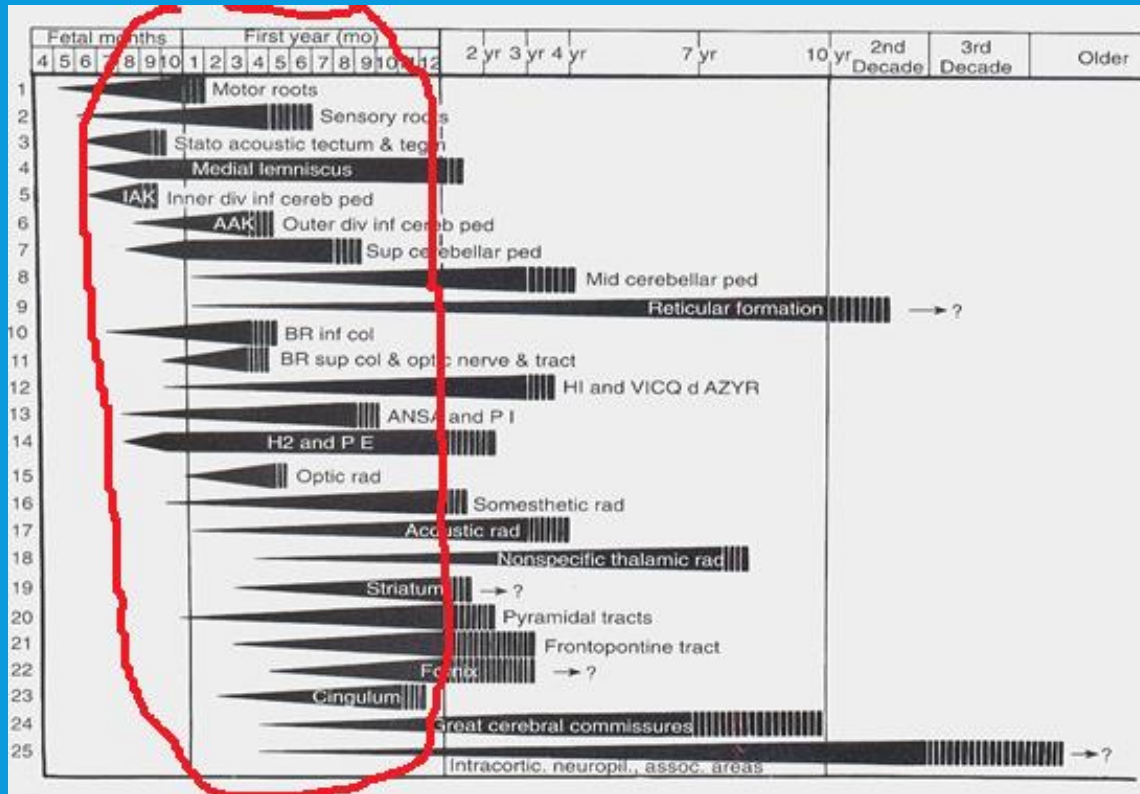 Fetal months First year (mo) 2 yr 3 yr 4 yr 7 yr 10 yr 2nd Decade 3rd Decade Older
4 5 6 7 8 9 10 1 2 3 4 5 6 7 8 9 10 11 12
1 Motor roots
2 Sensory roots
3 Stato acoustic tectum & tegm
4 Medial lemniscus
5 IAK Inner div inf cereb ped
6 AAK Outer div inf cereb ped
7 Sup cerebellar ped
8 Mid cerebellar ped
9 Reticular formation → ?
10 BR inf col
11 BR sup col & optic nerve & tract
12 HI and VICQ d AZYR
13 ANSA and P I
14 H2 and P E
15 Optic rad
16 Somesthetic rad
17 Acoustic rad
18 Nonspecific thalamic rad
19 Striatum → ?
20 Pyramidal tracts
21 Frontopontine tract
22 Fornix → ?
23 Cingulum
24 Great cerebral commissures
25 → ?
Intracortic. neuropil., assoc. areas